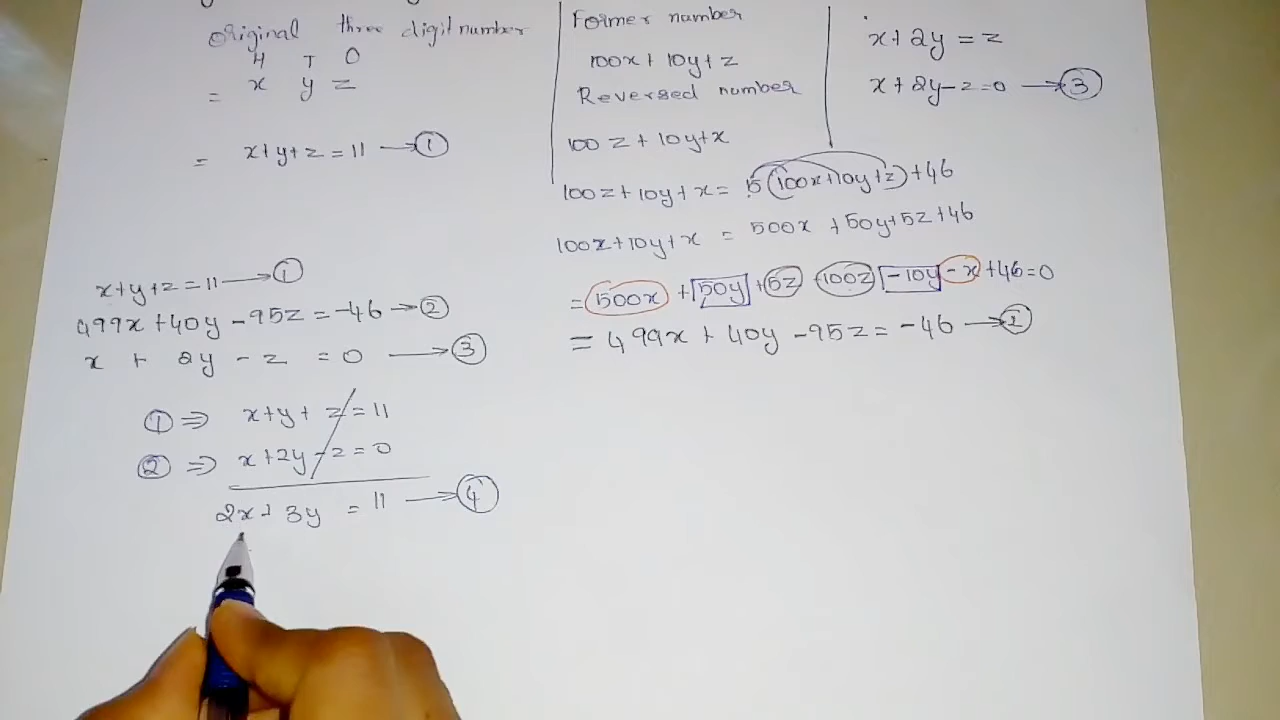 original three digit number
H T O
= x y z
= x+y+z = 11 → ①
Former number
100x + 10y + z
Reversed number
100z + 10y+x
x + 2y = z
x + 2y - z = 0 → ③
100z + 10y + x = 5(100x+10y+z)+46
100z+10y+x = 500x + 50y+5z+46
= 500x + 50y + 5z - 100z - 10y - x + 46 = 0
= 499x + 40y - 95z = -46 → ②
x+y+z = 11 → ①
499x+40y - 95z = -46 → ②
x + 2y - z = 0 → ③
① ⇒ x+y+ z = 11
② ⇒ x+2y - z = 0
2x+ 3y = 11 → ④